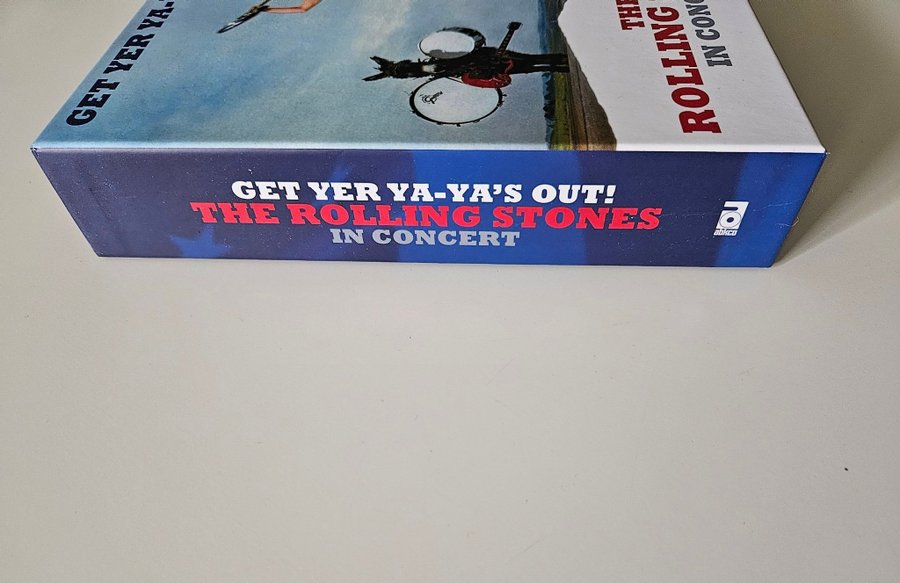 GET YER YA-
THE
ROLLING
IN CONC
GET YER YA-YA'S OUT!
THE ROLLING STONES
IN CONCERT
abkco